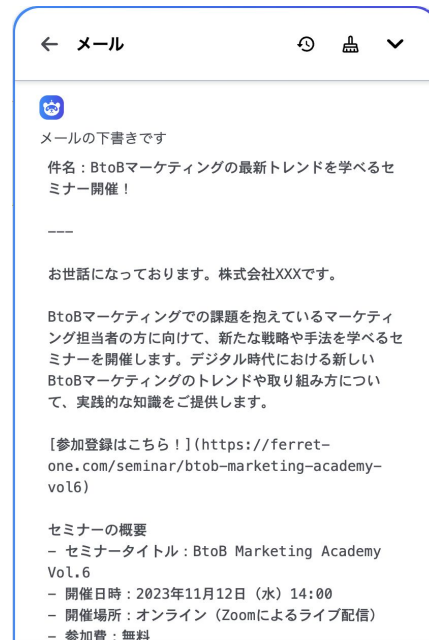 メール
メールの下書きです
件名：BtoBマーケティングの最新トレンドを学べるセ
ミナー開催！
———
お世話になっております。株式会社XXXです。
BtoBマーケティングでの課題を抱えているマーケティ
ング担当者の方に向けて、新たな戦略や手法を学べるセ
ミナーを開催します。デジタル時代における新しい
BtoBマーケティングのトレンドや取り組み方につい
て、実践的な知識をご提供します。
[参加登録はこちら！](https://ferret-
one.com/seminar/btob-marketing-academy-
vol6)
セミナーの概要
- セミナータイトル：BtoB Marketing Academy
Vol.6
- 開催日時：2023年11月12日（水）14:00
- 開催場所：オンライン（Zoomによるライブ配信）
- 参加費：無料